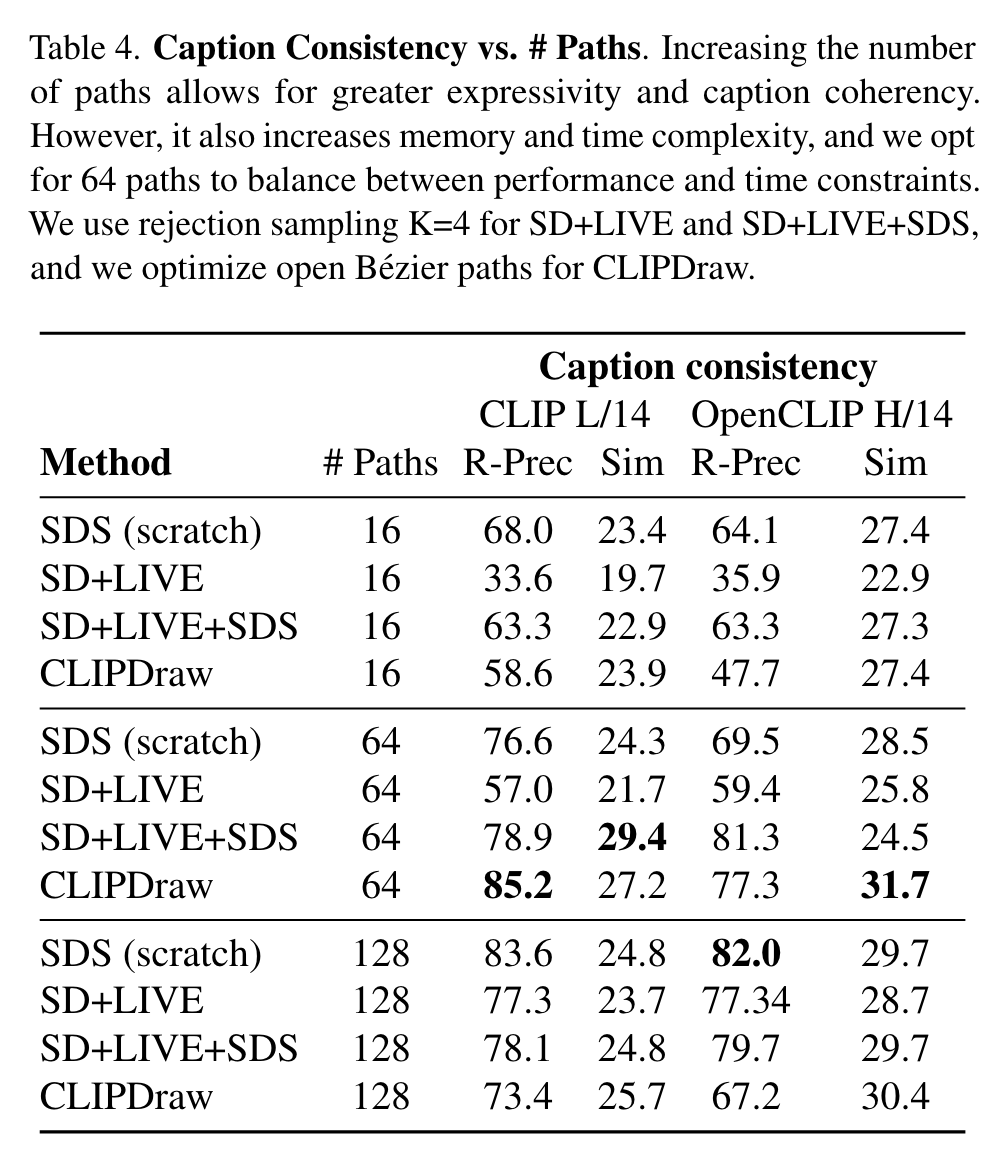 Table 4. Caption Consistency vs. # Paths. Increasing the number
of paths allows for greater expressivity and caption coherency.
However, it also increases memory and time complexity, and we opt
for 64 paths to balance between performance and time constraints.
We use rejection sampling K=4 for SD+LIVE and SD+LIVE+SDS,
and we optimize open Bézier paths for CLIPDraw.
Caption consistency
CLIP L/14 OpenCLIP H/14
Method # Paths R-Prec Sim R-Prec Sim
SDS (scratch) 16 68.0 23.4 64.1 27.4
SD+LIVE 16 33.6 19.7 35.9 22.9
SD+LIVE+SDS 16 63.3 22.9 63.3 27.3
CLIPDraw 16 58.6 23.9 47.7 27.4
SDS (scratch) 64 76.6 24.3 69.5 28.5
SD+LIVE 64 57.0 21.7 59.4 25.8
SD+LIVE+SDS 64 78.9 29.4 81.3 24.5
CLIPDraw 64 85.2 27.2 77.3 31.7
SDS (scratch) 128 83.6 24.8 82.0 29.7
SD+LIVE 128 77.3 23.7 77.34 28.7
SD+LIVE+SDS 128 78.1 24.8 79.7 29.7
CLIPDraw 128 73.4 25.7 67.2 30.4